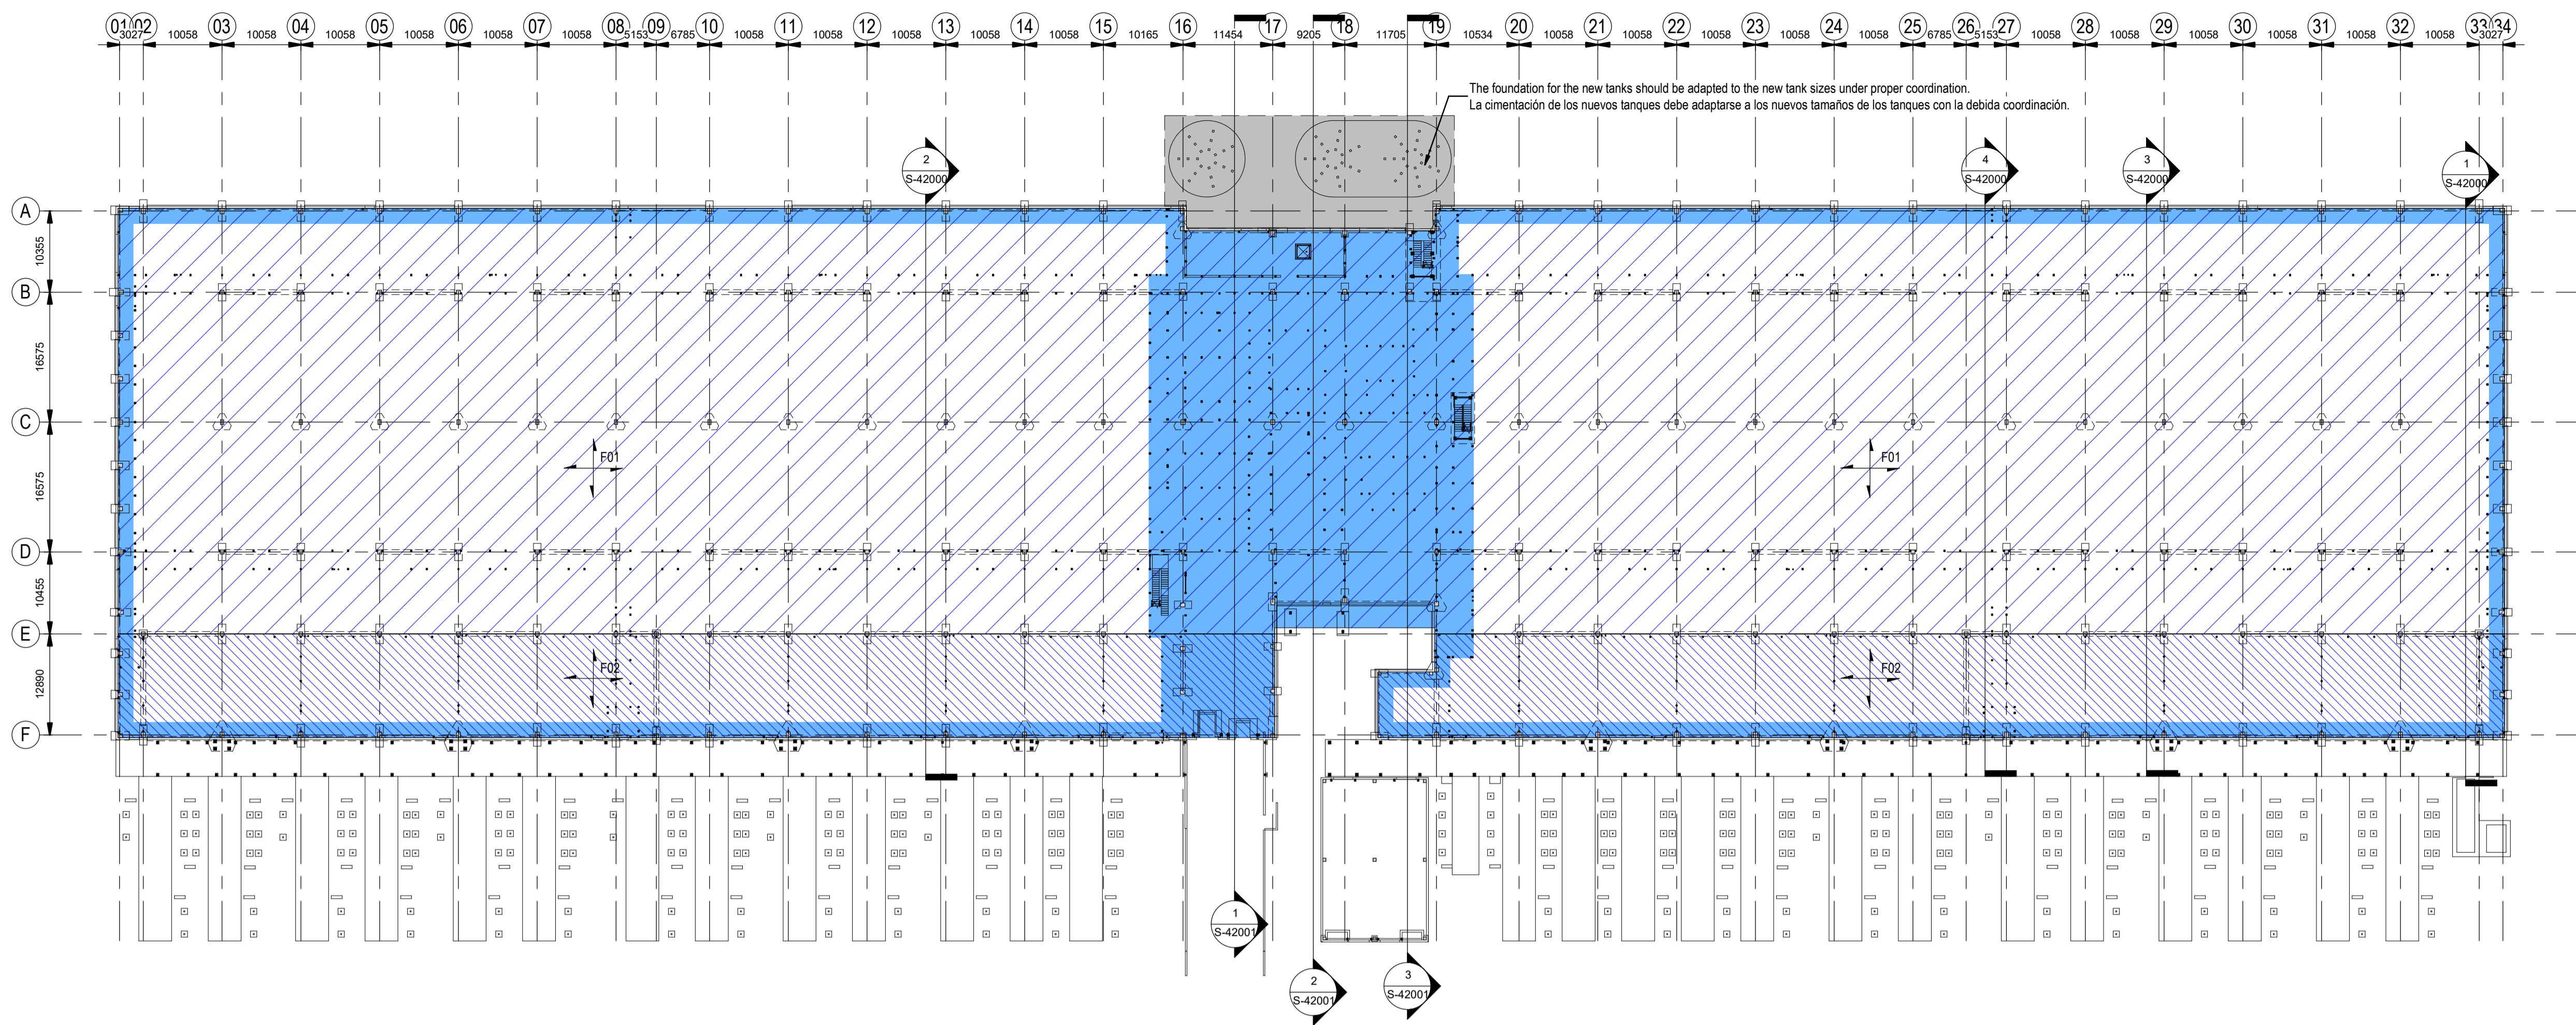 01 02 03 04 05 06 07 08 09 10 11 12 13 14 15 16 17 18 19 20 21 22 23 24 25 26 27 28 29 30 31 32 33 34
3027 10058 10058 10058 10058 10058 10058 5153 6785 10058 10058 10058 10058 10058 10165 11454 9205 11705 10534 10058 10058 10058 10058 10058 6785 5153 10058 10058 10058 10058 10058 10058 3027
The foundation for the new tanks should be adapted to the new tank sizes under proper coordination.
La cimentación de los nuevos tanques debe adaptarse a los nuevos tamaños de los tanques con la debida coordinación.
2
S-42000
4
S-42000
3
S-42000
1
S-42000
A
10355
B
16575
C
F01
F01
16575
D
10455
E
F02
F02
12890
F
1
S-42001
2
S-42001
3
S-42001